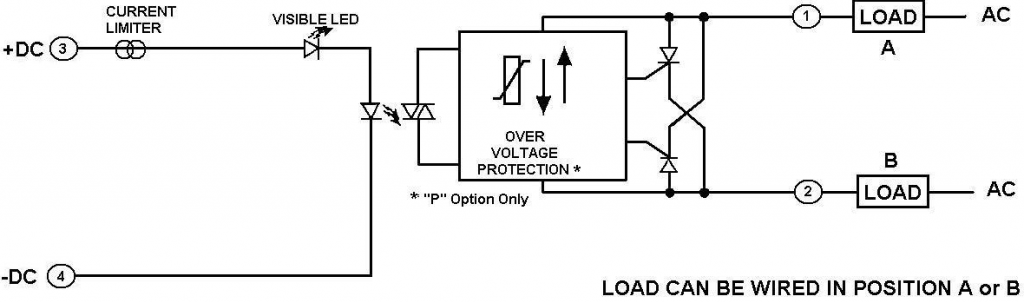 CURRENT
LIMITER
VISIBLE LED
+DC 3
1 LOAD AC
A
OVER
VOLTAGE
PROTECTION *
* "P" Option Only
B
2 LOAD AC
-DC 4
LOAD CAN BE WIRED IN POSITION A or B